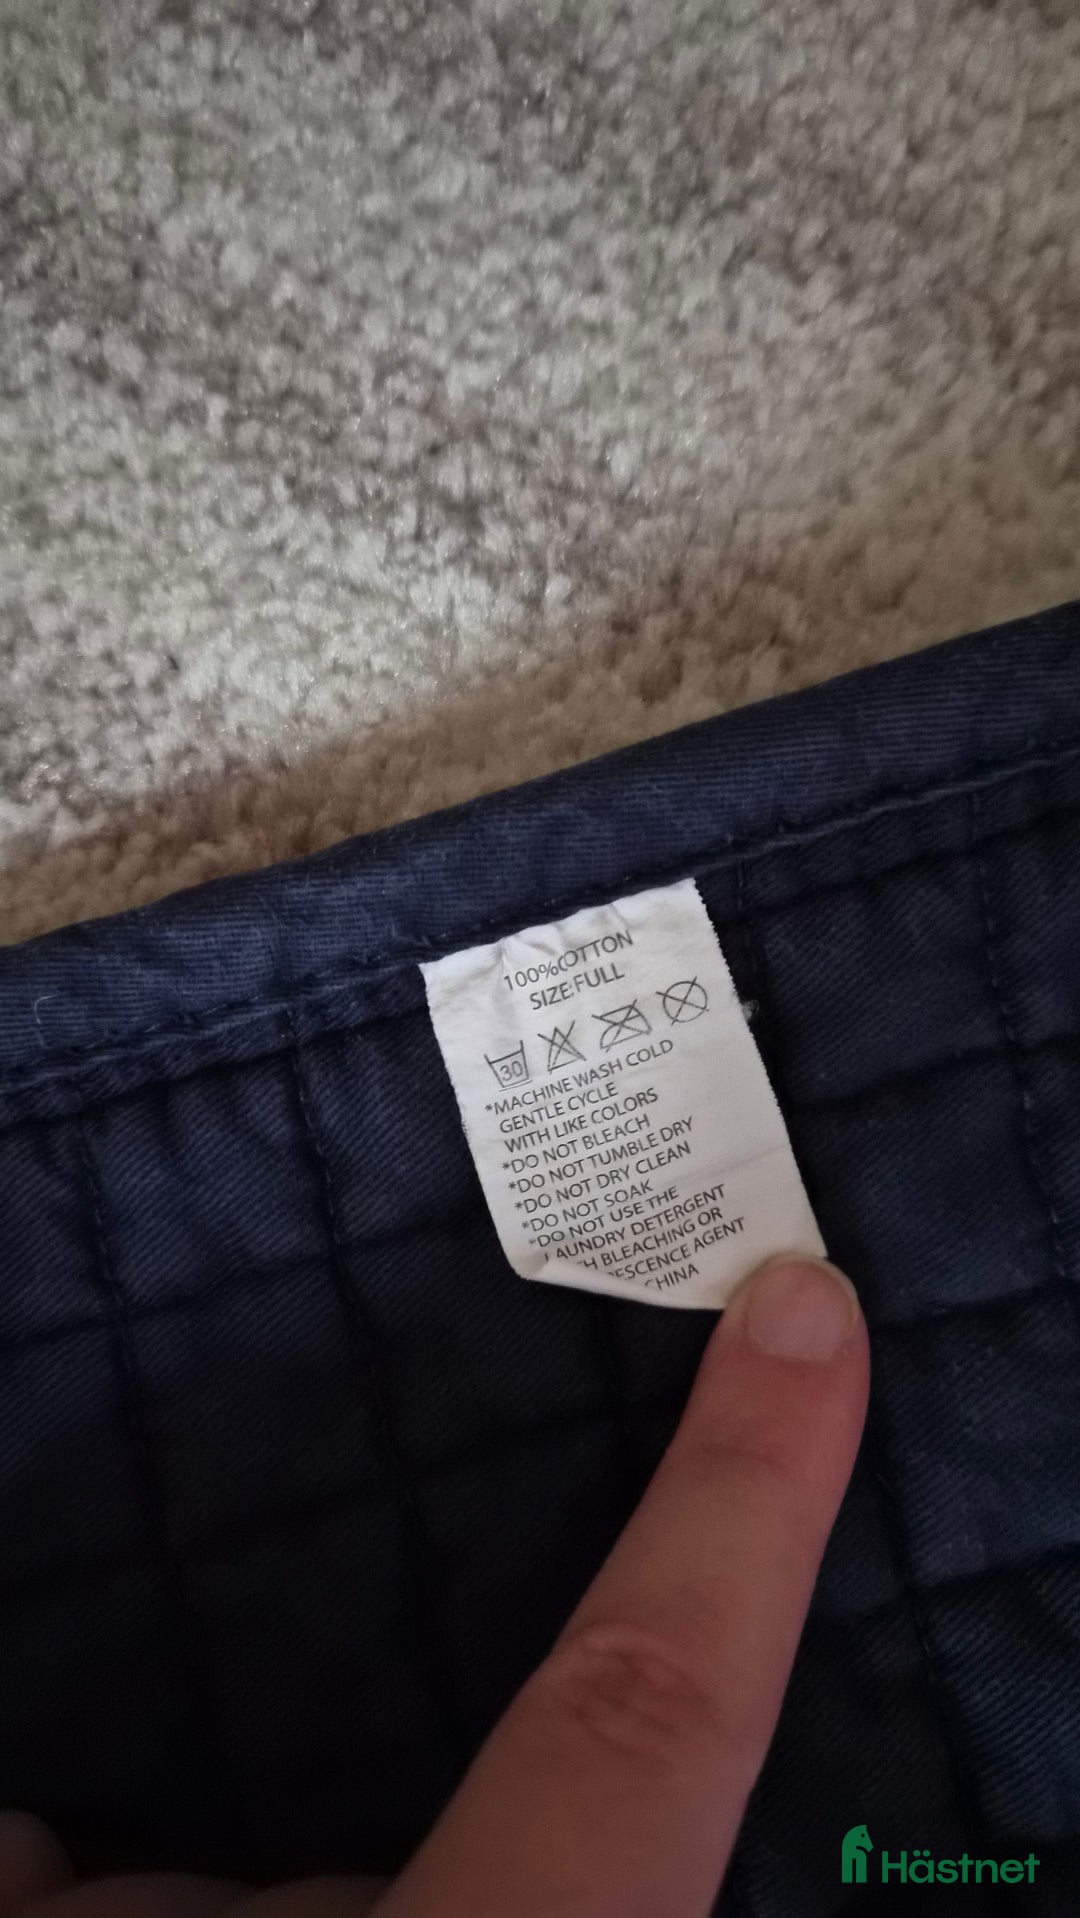 100%COTTON
SIZE:FULL
30
*MACHINE WASH COLD
GENTLE CYCLE
WITH LIKE COLORS
*DO NOT BLEACH
*DO NOT TUMBLE DRY
*DO NOT DRY CLEAN
*DO NOT SOAK
*DO NOT USE THE
LAUNDRY DETERGENT
BLEACHING OR
AGENT
CHINA
Hästnet